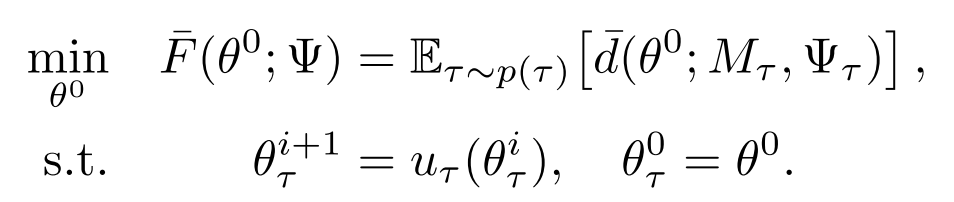 min_{θ^0} F̄(θ^0; Ψ) = 𝔼_{τ∼p(τ)}[d̄(θ^0; M_τ, Ψ_τ)] ,
s.t. θ_τ^{i+1} = u_τ(θ_τ^i), θ_τ^0 = θ^0.